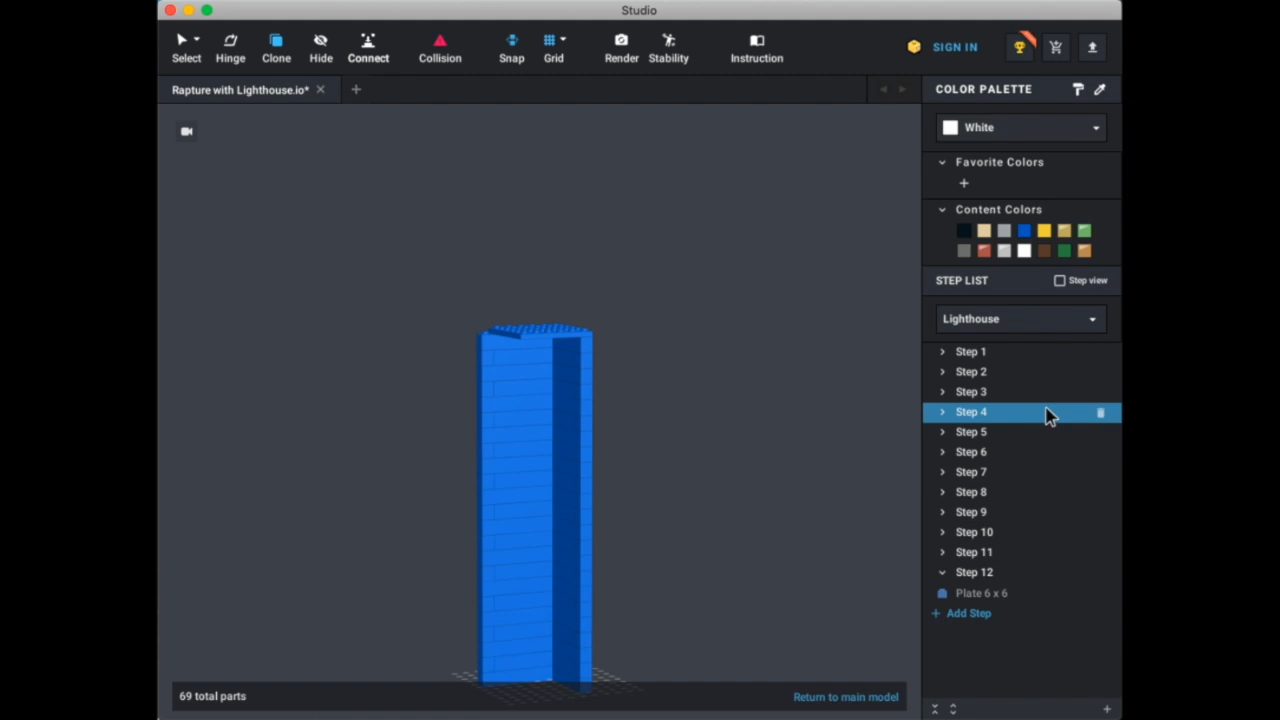 Studio
Select
Hinge
Clone
Hide
Connect
Collision
Snap
Grid
Render
Stability
Instruction
SIGN IN
Rapture with Lighthouse.io*
COLOR PALETTE
White
Favorite Colors
Content Colors
STEP LIST
Step view
Lighthouse
Step 1
Step 2
Step 3
Step 4
Step 5
Step 6
Step 7
Step 8
Step 9
Step 10
Step 11
Step 12
Plate 6 x 6
+ Add Step
69 total parts
Return to main model